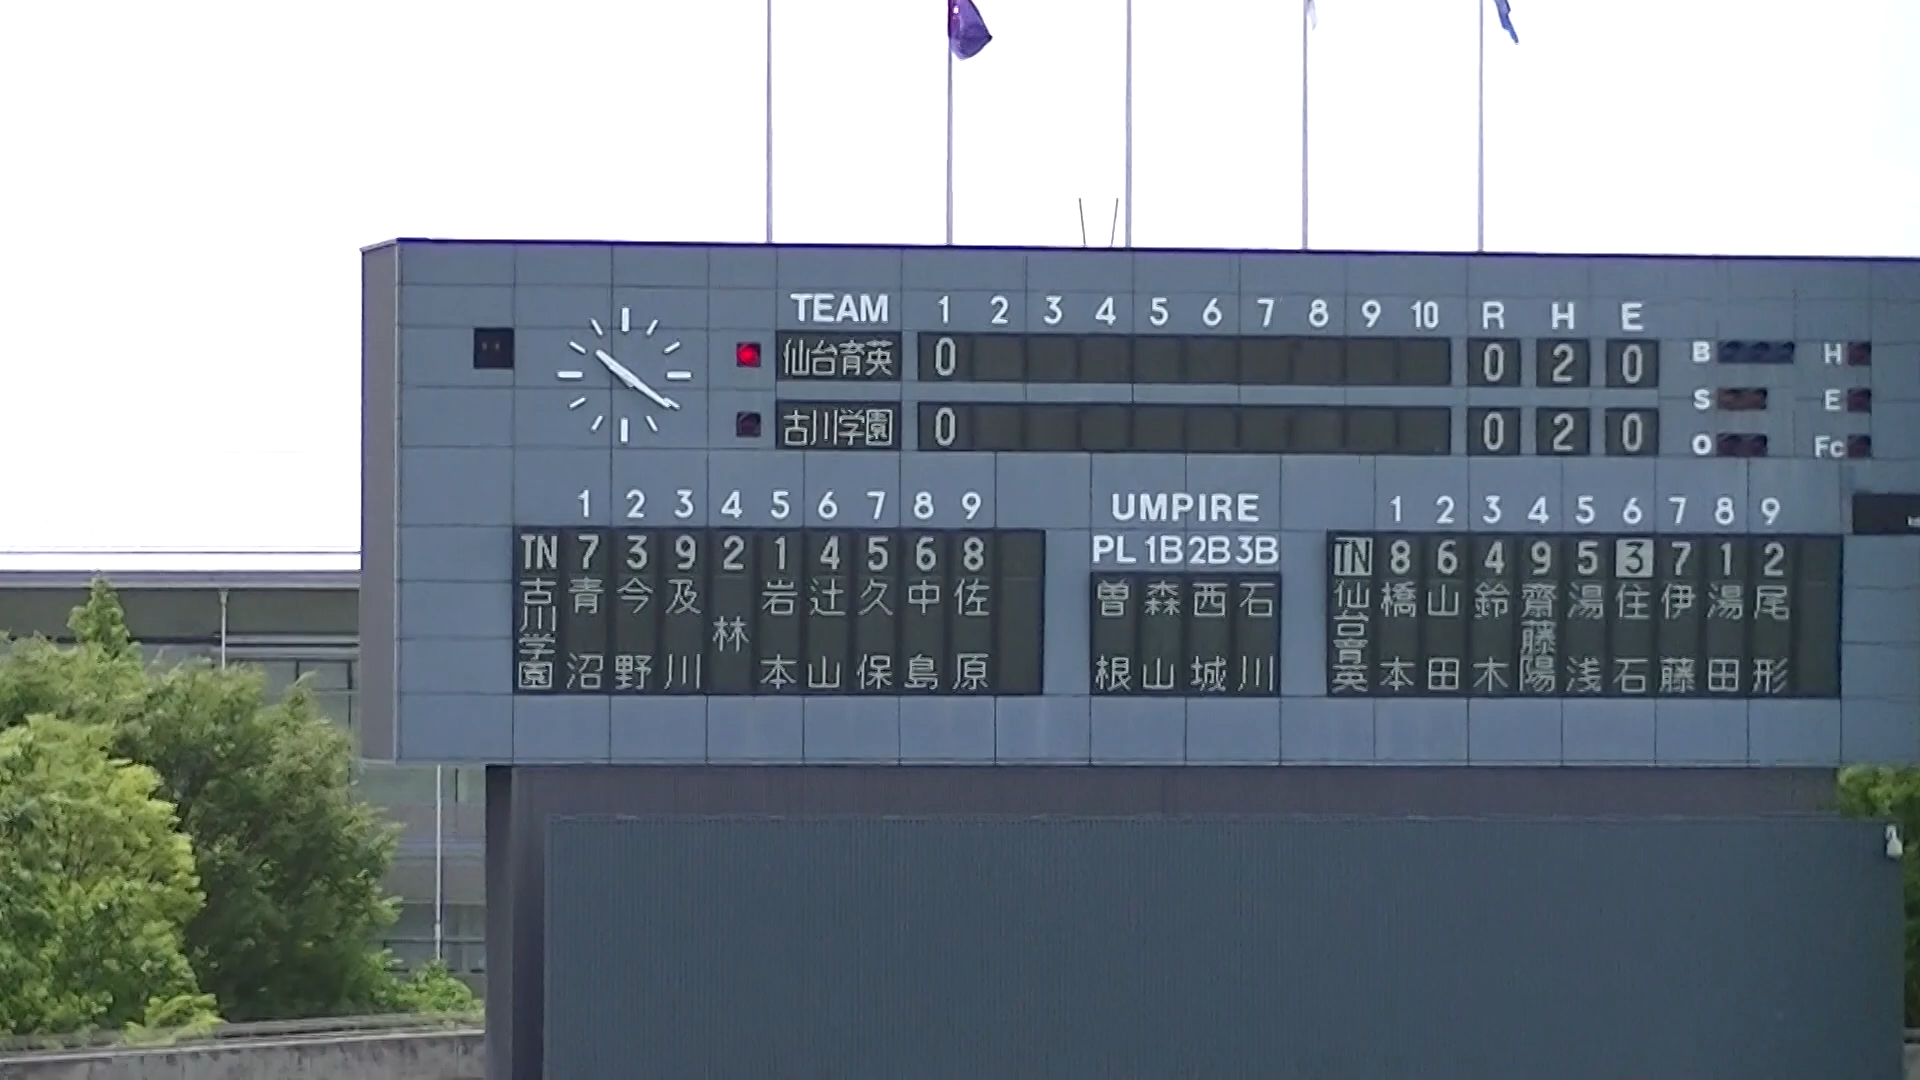 TEAM 1 2 3 4 5 6 7 8 9 10 R H E
仙台育英 0 0 2 0
古川学園 0 0 2 0
B H
S E
O Fc
1 2 3 4 5 6 7 8 9
TN 7 3 9 2 1 4 5 6 8
古川学園 青沼 今野 及川 林 岩本 辻山 久保 中島 佐原
UMPIRE
PL 1B 2B 3B
曽根 森山 西城 石川
1 2 3 4 5 6 7 8 9
TN 8 6 4 9 5 3 7 1 2
仙台育英 橋本 山田 鈴木 齋藤陽 湯浅 住石 伊藤 湯田 尾形